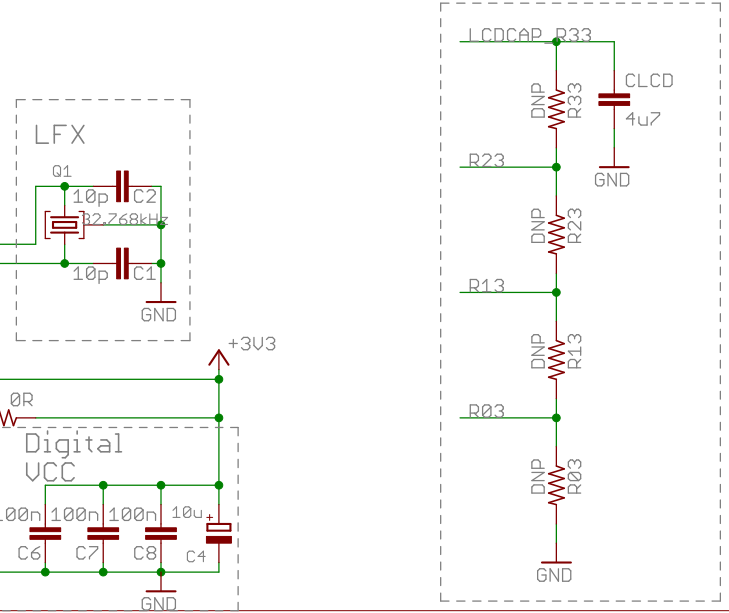 LCDCAP_R33
DNP
R33
CLCD
4u7
GND
R23
DNP
R23
R13
DNP
R13
R03
DNP
R03
GND
LFX
Q1
10p
C2
32.768kHz
10p
C1
GND
+3V3
0R
Digital
VCC
100n
100n
100n
10u
+
C6
C7
C8
C4
GND